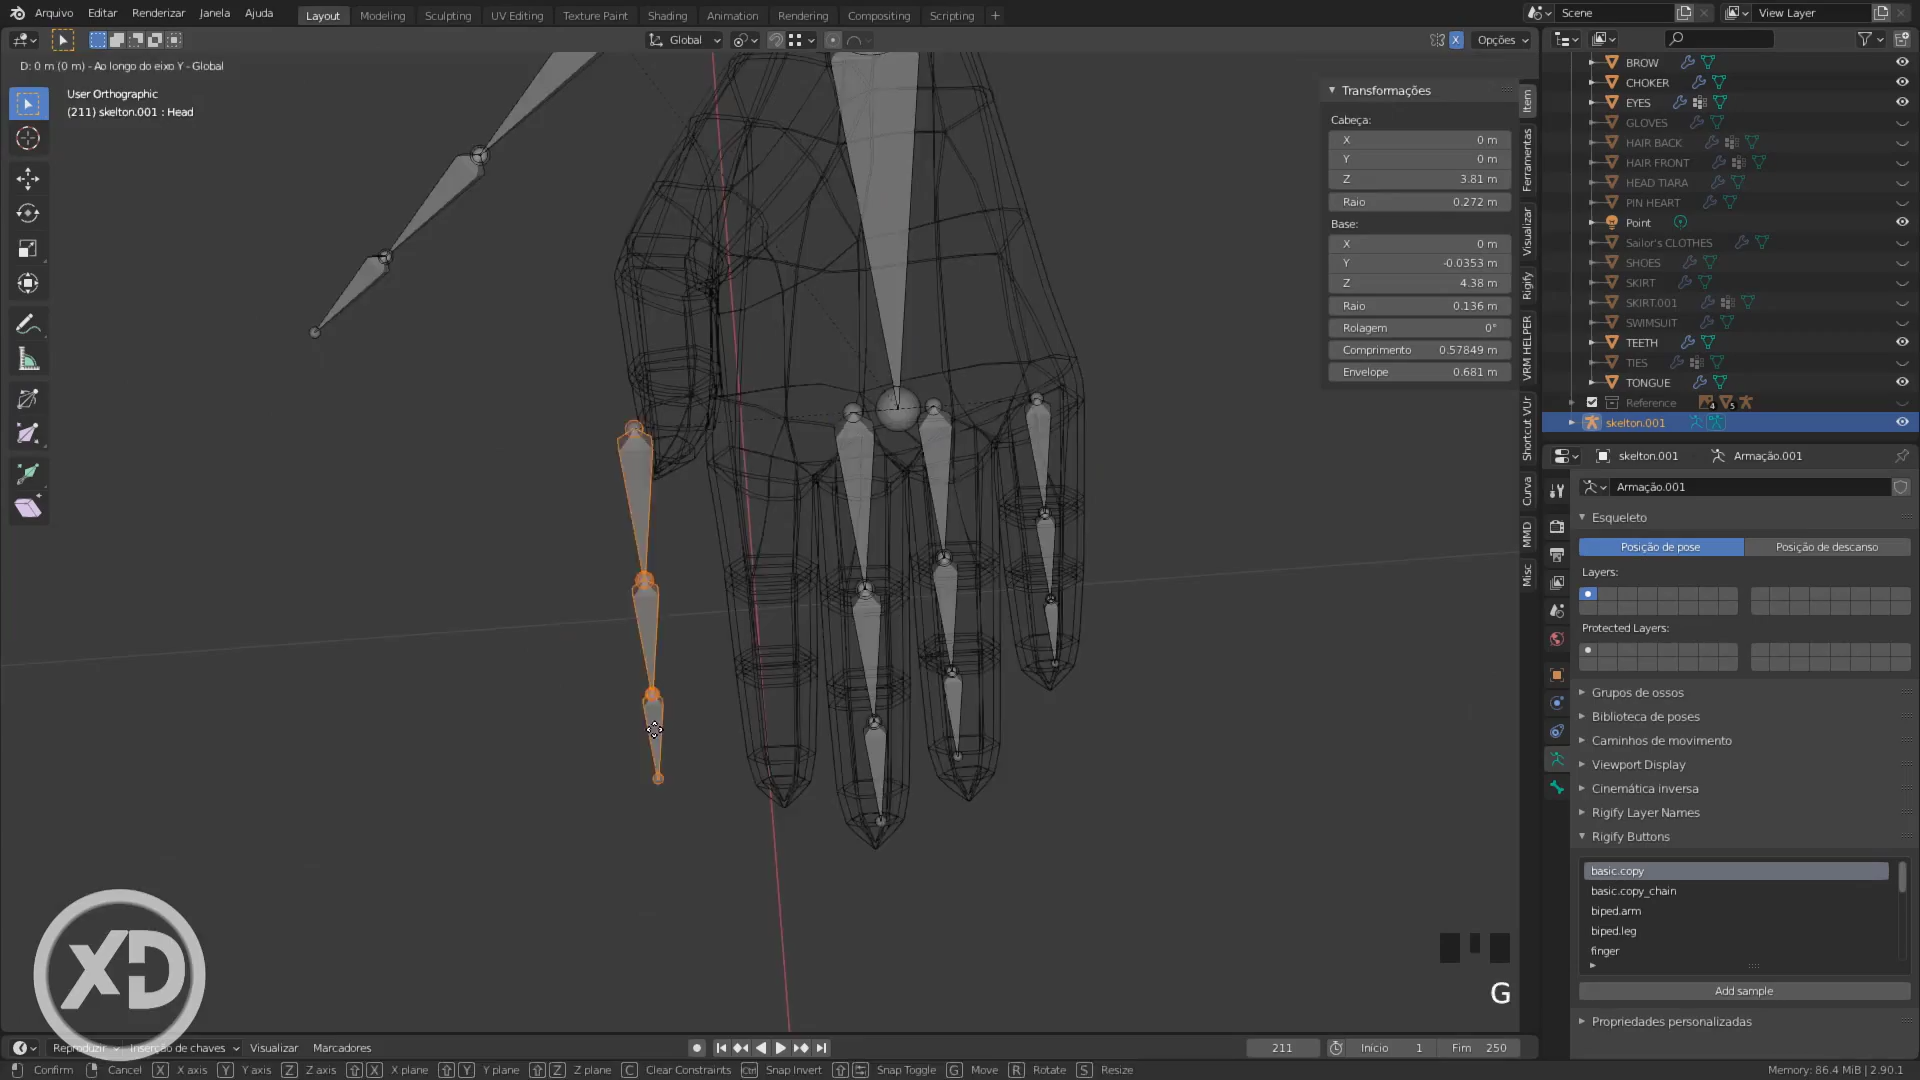 Arquivo Editar Renderizar Janela Ajuda Layout Modeling Sculpting UV Editing Texture Paint Shading Animation Rendering Compositing Scripting + Scene View Layer
Global X Opções
D: 0 m (0 m) - Ao longo do eixo Y - Global
User Orthographic
(211) skelton.001 : Head
Transformações
Cabeça:
X 0 m
Y 0 m
Z 3.81 m
Raio 0.272 m
Base:
X 0 m
Y -0.0353 m
Z 4.38 m
Raio 0.136 m
Rolagem 0°
Comprimento 0.57849 m
Envelope 0.681 m
Item
Ferramentas
Visualizar
Rigify
VRM HELPER
Shortcut VUr
Curva
MMD
Misc
BROW
CHOKER
EYES
GLOVES
HAIR BACK
HAIR FRONT
HEAD TIARA
PIN HEART
Point
Sailor's CLOTHES
SHOES
SKIRT
SKIRT.001
SWIMSUIT
TEETH
TIES
TONGUE
Reference 4 5
skelton.001
skelton.001 Armação.001
Armação.001
Esqueleto
Posição de pose Posição de descanso
Layers:
Protected Layers:
Grupos de ossos
Biblioteca de poses
Caminhos de movimento
Viewport Display
Cinemática inversa
Rigify Layer Names
Rigify Buttons
basic.copy
basic.copy_chain
biped.arm
biped.leg
finger
Add sample
Propriedades personalizadas
XD
G
Reproduzir Inserção de chaves Visualizar Marcadores 211 Início 1 Fim 250
Confirm Cancel X X axis Y Y axis Z Z axis X X plane Y Y plane Z Z plane C Clear Constraints Ctrl Snap Invert Snap Toggle G Move R Rotate S Resize Memory: 86.4 MiB | 2.90.1